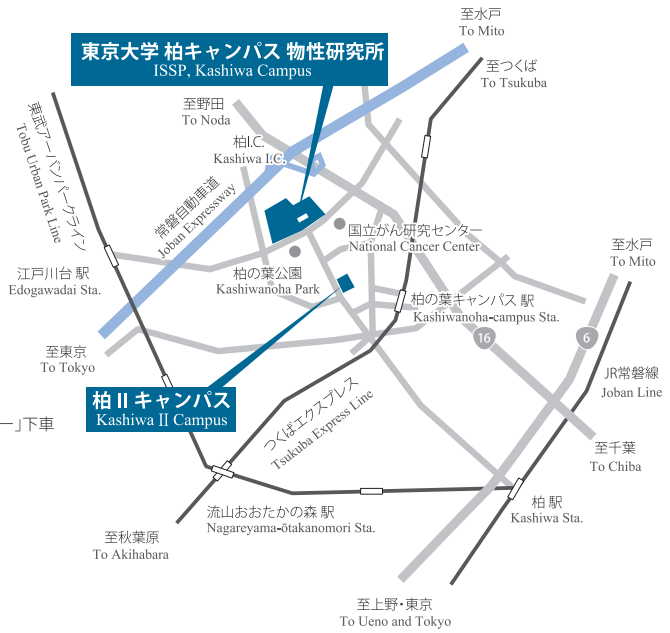 至水戸
To Mito
東京大学 柏キャンパス 物性研究所
ISSP, Kashiwa Campus
至つくば
To Tsukuba
至野田
To Noda
柏I.C.
Kashiwa I.C.
東武アーバンパークライン
Tobu Urban Park Line
常磐自動車道
Joban Expressway
国立がん研究センター
National Cancer Center
至水戸
To Mito
柏の葉公園
Kashiwanoha Park
江戸川台 駅
Edogawadai Sta.
柏の葉キャンパス 駅
Kashiwanoha-campus Sta.
16
6
至東京
To Tokyo
JR常磐線
Joban Line
柏 II キャンパス
Kashiwa II Campus
ー」下車
つくばエクスプレス
Tsukuba Express Line
至千葉
To Chiba
柏 駅
Kashiwa Sta.
流山おおたかの森 駅
Nagareyama-ōtakanomori Sta.
至秋葉原
To Akihabara
至上野・東京
To Ueno and Tokyo